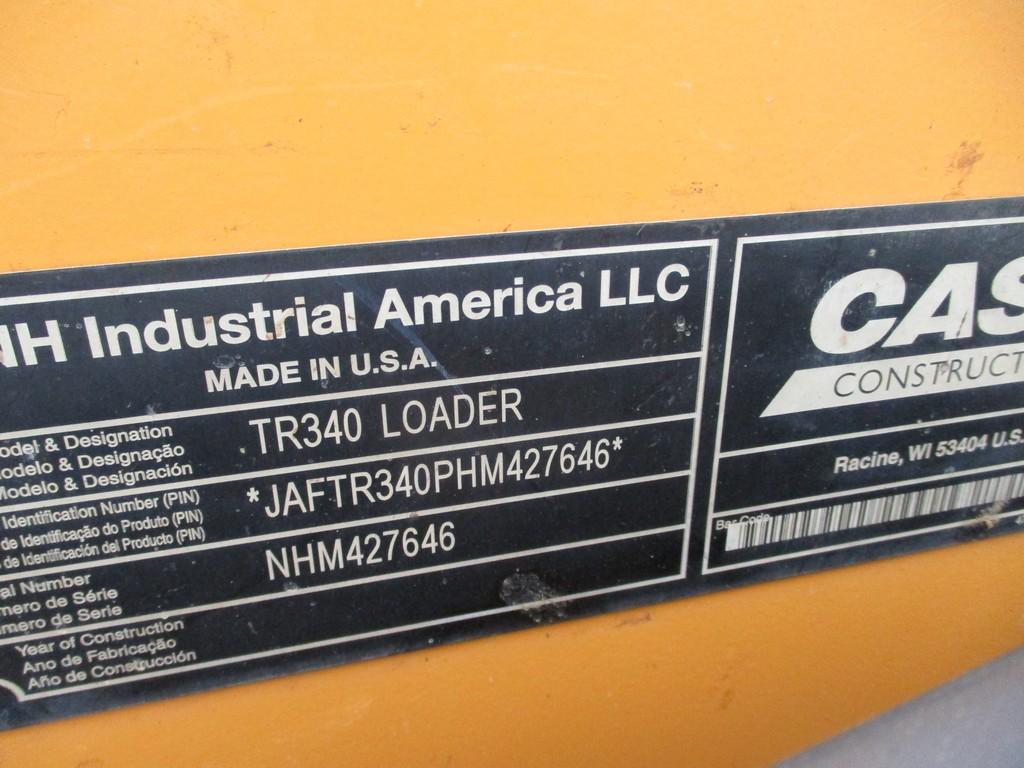 NH Industrial America LLC
MADE IN U.S.A.
odel & Designation
Modelo & Designação
Modelo & Designación
TR340 LOADER
Identification Number (PIN)
de Identificação do Produto (PIN)
de Identificación del Producto (PIN)
*JAFTR340PHM427646*
al Number
mero de Série
mero de Serie
NHM427646
Year of Construction
Ano de Fabricação
Año de Construcción
CAS
CONSTRUCT
Racine, WI 53404 U.S.
Bar Code